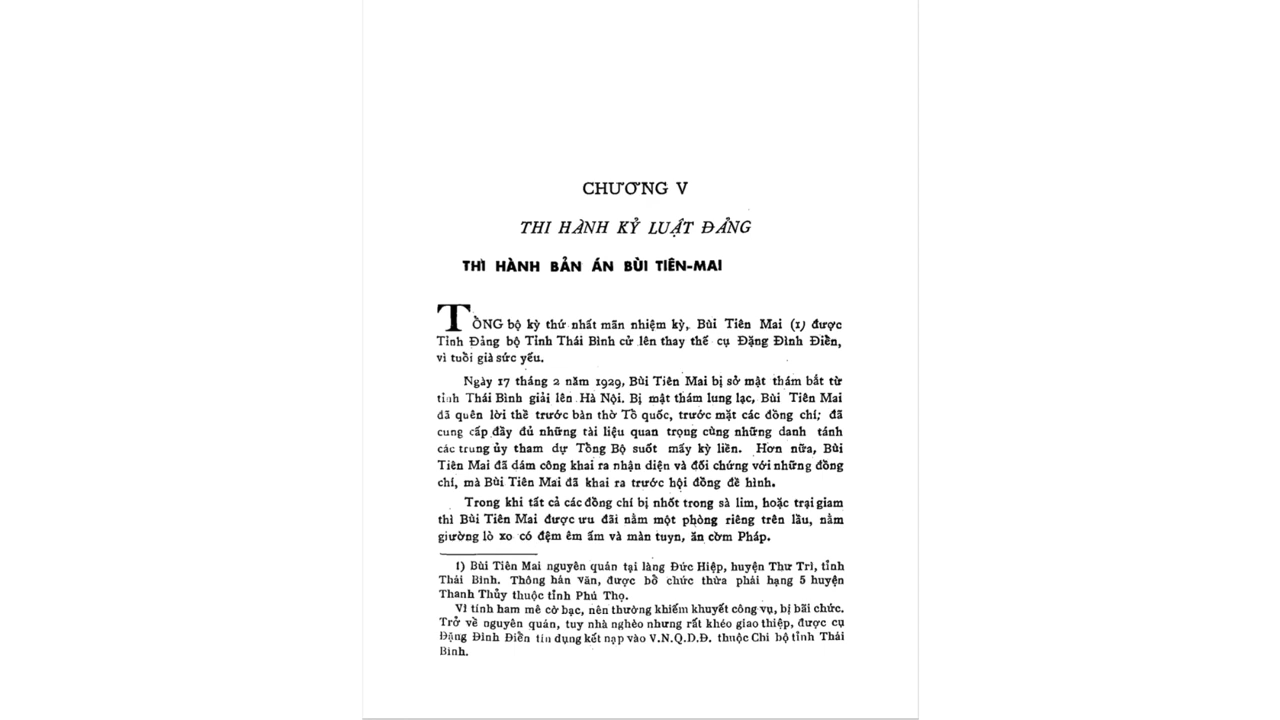 CHƯƠNG V
THI HÀNH KỶ LUẬT ĐẢNG
THI HÀNH BẢN ÁN BÙI TIÊN-MAI
TỔNG bộ kỳ thứ nhất mãn nhiệm kỳ, Bùi Tiên Mai (1) được
Tỉnh Đảng bộ Tỉnh Thái Bình cử lên thay thế cụ Đặng Đình Điền,
vì tuổi già sức yếu.
Ngày 17 tháng 2 năm 1929, Bùi Tiên Mai bị sở mật thám bắt từ
tỉnh Thái Bình giải lên Hà Nội. Bị mật thám lung lạc, Bùi Tiên Mai
đã quên lời thề trước bàn thờ Tổ quốc, trước mặt các đồng chí; đã
cung cấp đầy đủ những tài liệu quan trọng cùng những danh tánh
các trung ủy tham dự Tổng Bộ suốt mấy kỳ liền. Hơn nữa, Bùi
Tiên Mai đã dám công khai ra nhận diện và đối chứng với những đồng
chí, mà Bùi Tiên Mai đã khai ra trước hội đồng đề hình.
Trong khi tất cả các đồng chí bị nhốt trong sà lim, hoặc trại giam
thì Bùi Tiên Mai được ưu đãi nằm một phòng riêng trên lầu, nằm
giường lò xo có đệm êm ấm và màn tuyn, ăn cờm Pháp.
1) Bùi Tiên Mai nguyên quán tại làng Đức Hiệp, huyện Thư Trì, tỉnh
Thái Bình. Thông hán văn, được bổ chức thừa phái hạng 5 huyện
Thanh Thủy thuộc tỉnh Phú Thọ.
Vì tính ham mê cờ bạc, nên thường khiếm khuyết công vụ, bị bãi chức.
Trở về nguyên quán, tuy nhà nghèo nhưng rất khéo giao thiệp, được cụ
Đặng Đình Điền tín dụng kết nạp vào V.N.Q.D.Đ. thuộc Chi bộ tỉnh Thái
Bình.